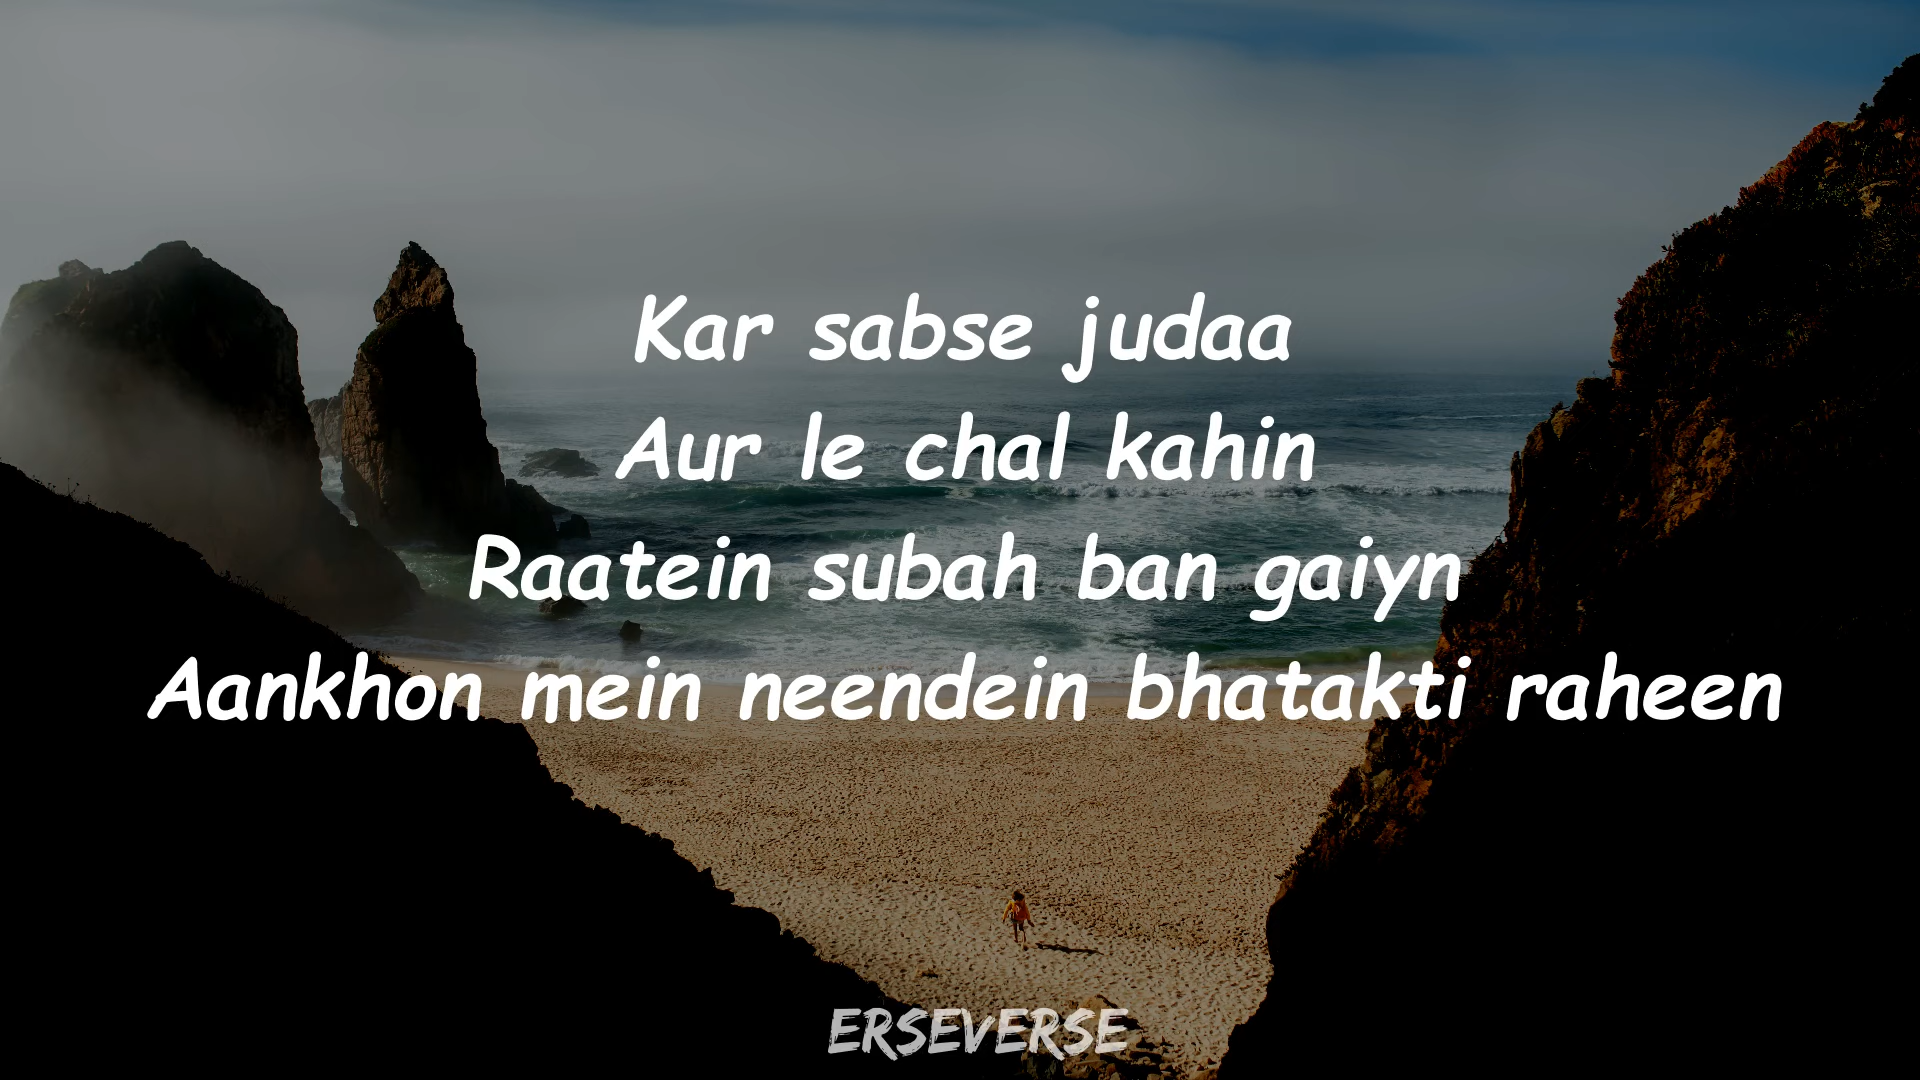 Kar sabse judaa
Aur le chal kahin
Raatein subah ban gaiyn
Aankhon mein neendein bhatakti raheen
ERSEVERSE